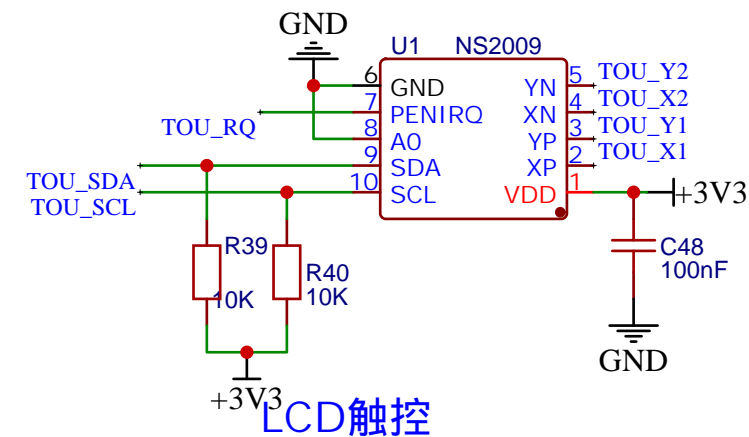 GND
U1 NS2009
6 GND YN 5 TOU_Y2
TOU_RQ 7 PENIRQ XN 4 TOU_X2
8 A0 YP 3 TOU_Y1
TOU_SDA 9 SDA XP 2 TOU_X1
TOU_SCL 10 SCL VDD 1 +3V3
R39
10K
R40
10K
C48
100nF
GND
+3V3
LCD触控